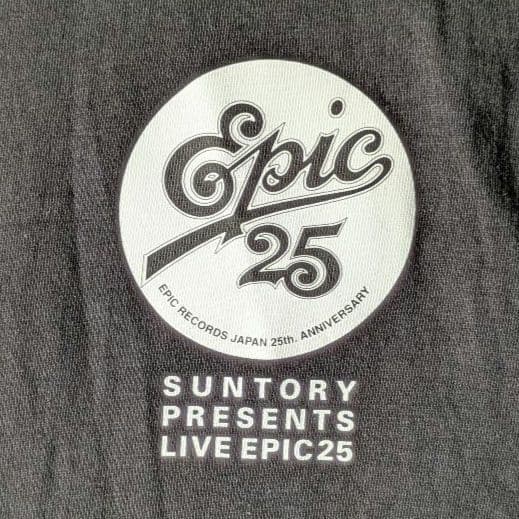 Epic
25
EPIC RECORDS JAPAN 25th. ANNIVERSARY
SUNTORY
PRESENTS
LIVE EPIC25